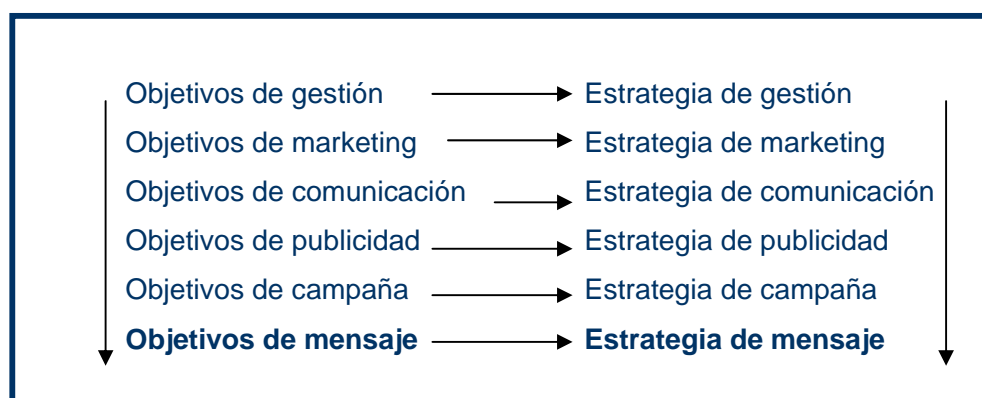 Objetivos de gestión Estrategia de gestión
Objetivos de marketing Estrategia de marketing
Objetivos de comunicación Estrategia de comunicación
Objetivos de publicidad Estrategia de publicidad
Objetivos de campaña Estrategia de campaña
Objetivos de mensaje Estrategia de mensaje